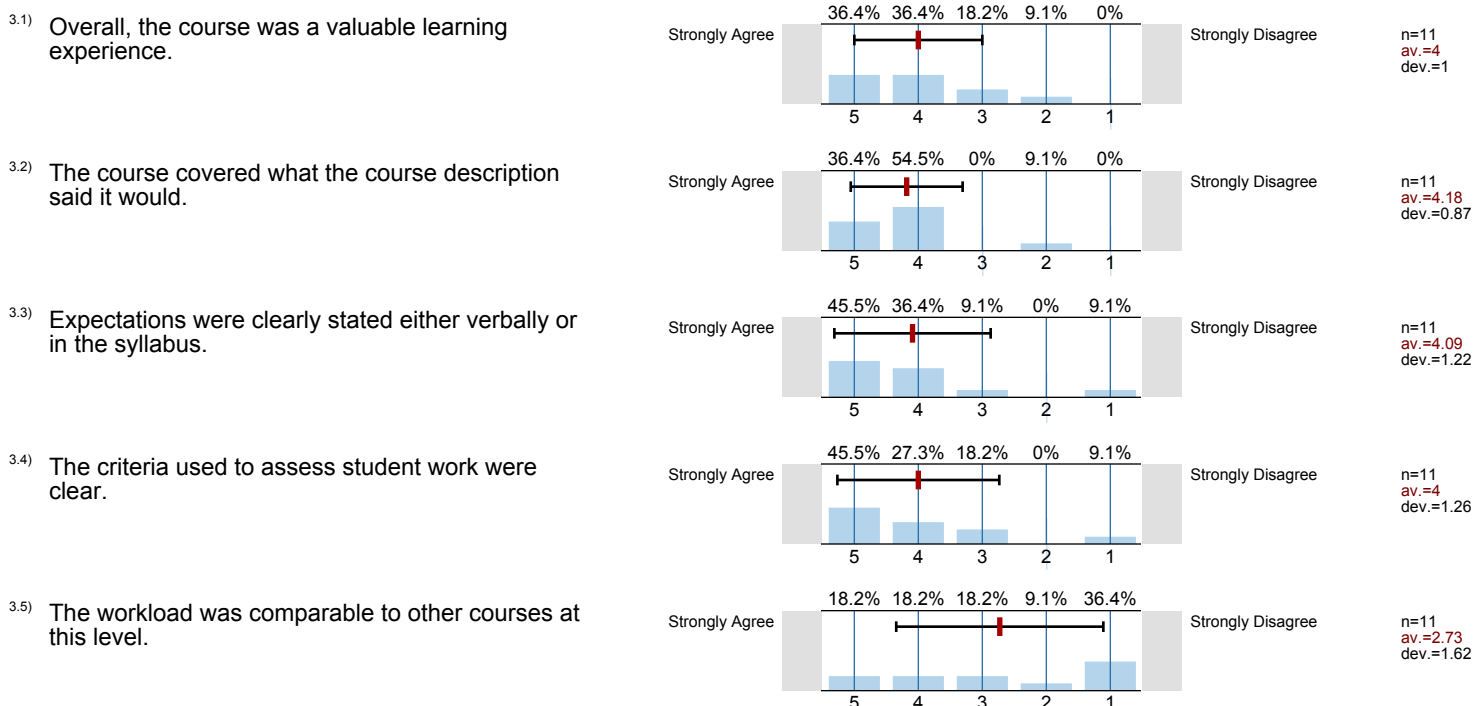 3.1) Overall, the course was a valuable learning
experience.
36.4% 36.4% 18.2% 9.1% 0%
Strongly Agree
Strongly Disagree
n=11
av.=4
dev.=1
5 4 3 2 1
3.2) The course covered what the course description
said it would.
36.4% 54.5% 0% 9.1% 0%
Strongly Agree
Strongly Disagree
n=11
av.=4.18
dev.=0.87
5 4 3 2 1
3.3) Expectations were clearly stated either verbally or
in the syllabus.
45.5% 36.4% 9.1% 0% 9.1%
Strongly Agree
Strongly Disagree
n=11
av.=4.09
dev.=1.22
5 4 3 2 1
3.4) The criteria used to assess student work were
clear.
45.5% 27.3% 18.2% 0% 9.1%
Strongly Agree
Strongly Disagree
n=11
av.=4
dev.=1.26
5 4 3 2 1
3.5) The workload was comparable to other courses at
this level.
18.2% 18.2% 18.2% 9.1% 36.4%
Strongly Agree
Strongly Disagree
n=11
av.=2.73
dev.=1.62
5 4 3 2 1